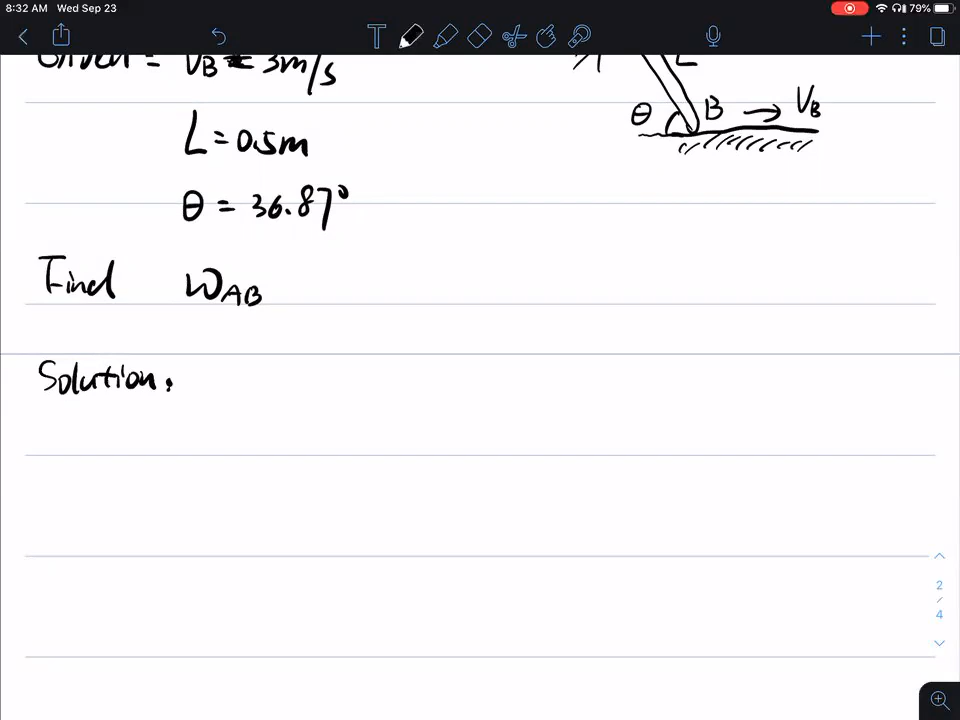 8:32 AM Wed Sep 23
79%
T
Given = VB = 3m/s
L
θ B → VB
L = 0.5m
θ = 36.87°
Find ωAB
Solution:
2
/
4